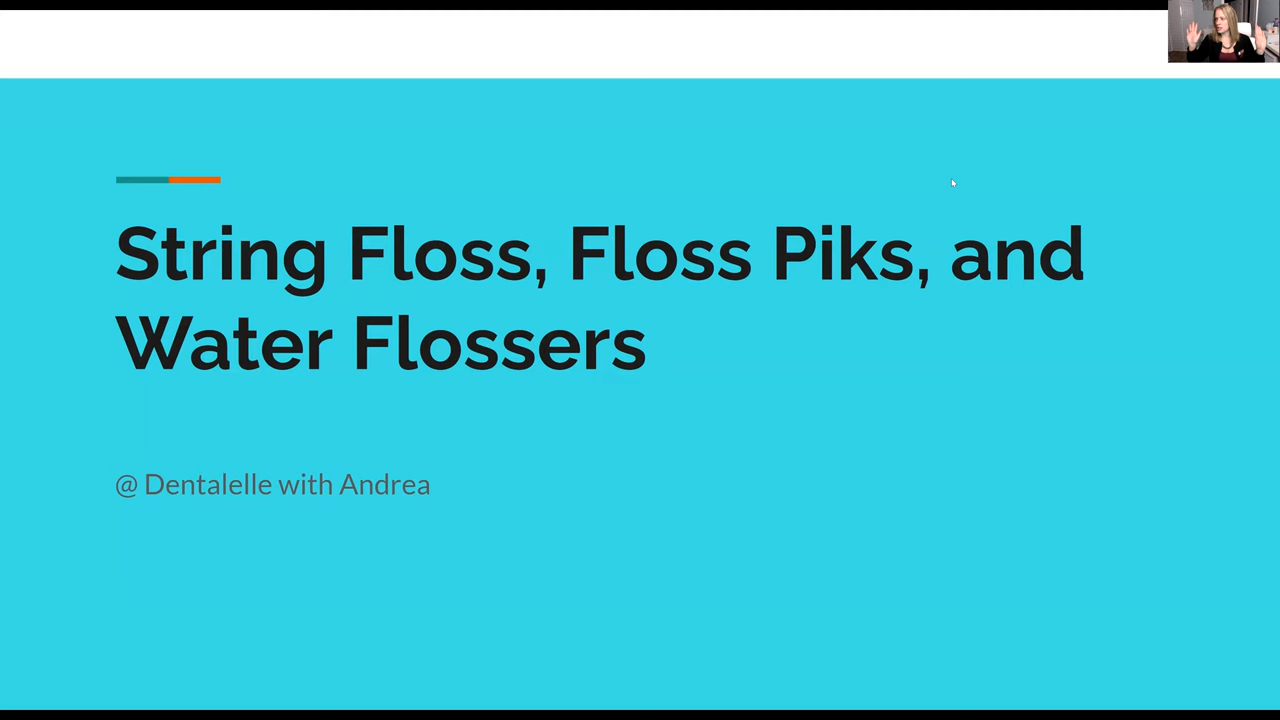 String Floss, Floss Piks, and
Water Flossers
@ Dentalelle with Andrea